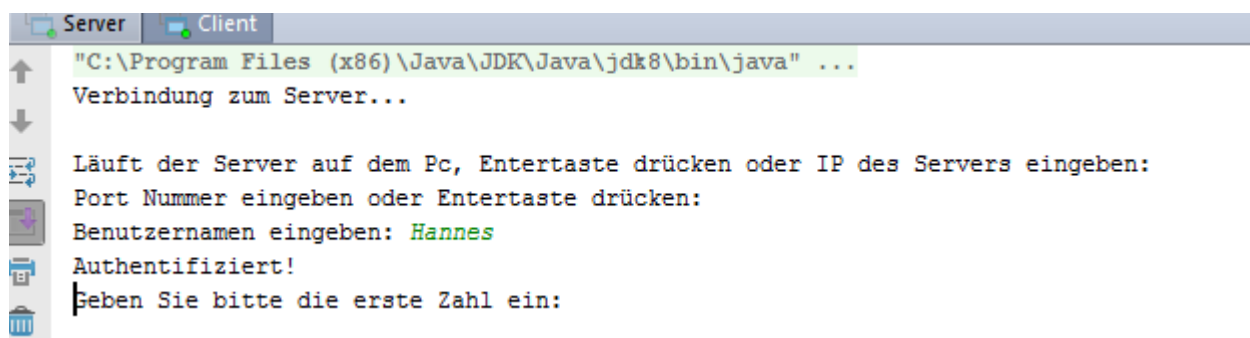 Server Client
"C:\Program Files (x86)\Java\JDK\Java\jdk8\bin\java" ...
Verbindung zum Server...
Läuft der Server auf dem Pc, Entertaste drücken oder IP des Servers eingeben:
Port Nummer eingeben oder Entertaste drücken:
Benutzernamen eingeben: Hannes
Authentifiziert!
Geben Sie bitte die erste Zahl ein: